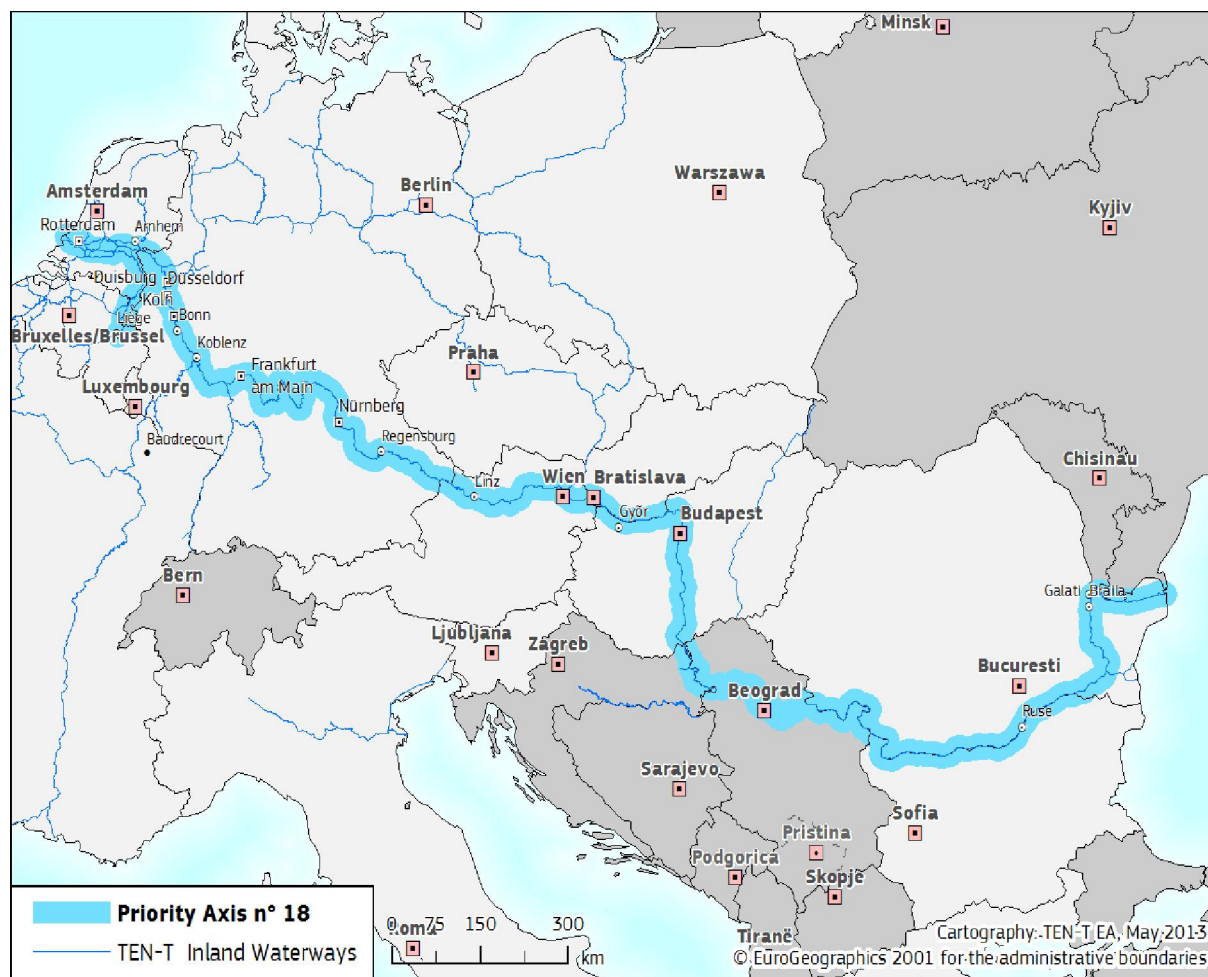 Minsk
Amsterdam
Berlin
Warszawa
Kyjiv
Rotterdam
Arnhem
Duisburg
Düsseldorf
Köln
Liège
Bonn
Bruxelles/Brussel
Koblenz
Praha
Frankfurt
am Main
Luxembourg
Nürnberg
Baudrecourt
Regensburg
Chisinau
Linz
Wien
Bratislava
Győr
Budapest
Bern
Galati
Braila
Ljubljana
Zagreb
Bucuresti
Beograd
Ruse
Sarajevo
Sofia
Pristina
Podgorica
Skopje
Priority Axis n° 18
TEN-T Inland Waterways
Roma
0 75 150 300
km
Tiranë
Cartography: TEN-T EA, May 2013
© EuroGeographics 2001 for the administrative boundaries